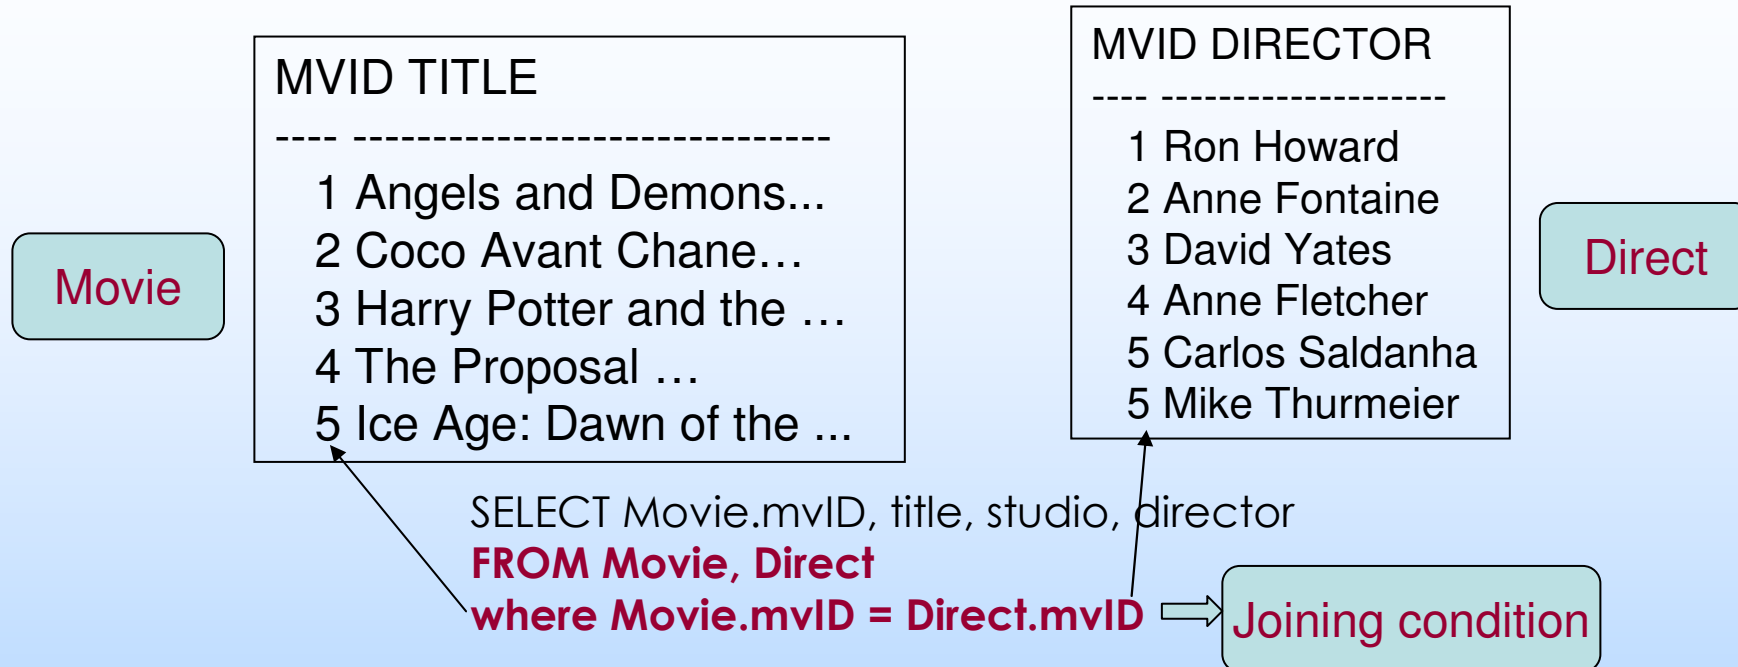 Movie
MVID TITLE
---- ------------------------------
1 Angels and Demons...
2 Coco Avant Chane…
3 Harry Potter and the …
4 The Proposal …
5 Ice Age: Dawn of the ...
MVID DIRECTOR
---- --------------------
1 Ron Howard
2 Anne Fontaine
3 David Yates
4 Anne Fletcher
5 Carlos Saldanha
5 Mike Thurmeier
Direct
SELECT Movie.mvID, title, studio, director
FROM Movie, Direct
where Movie.mvID = Direct.mvID
Joining condition